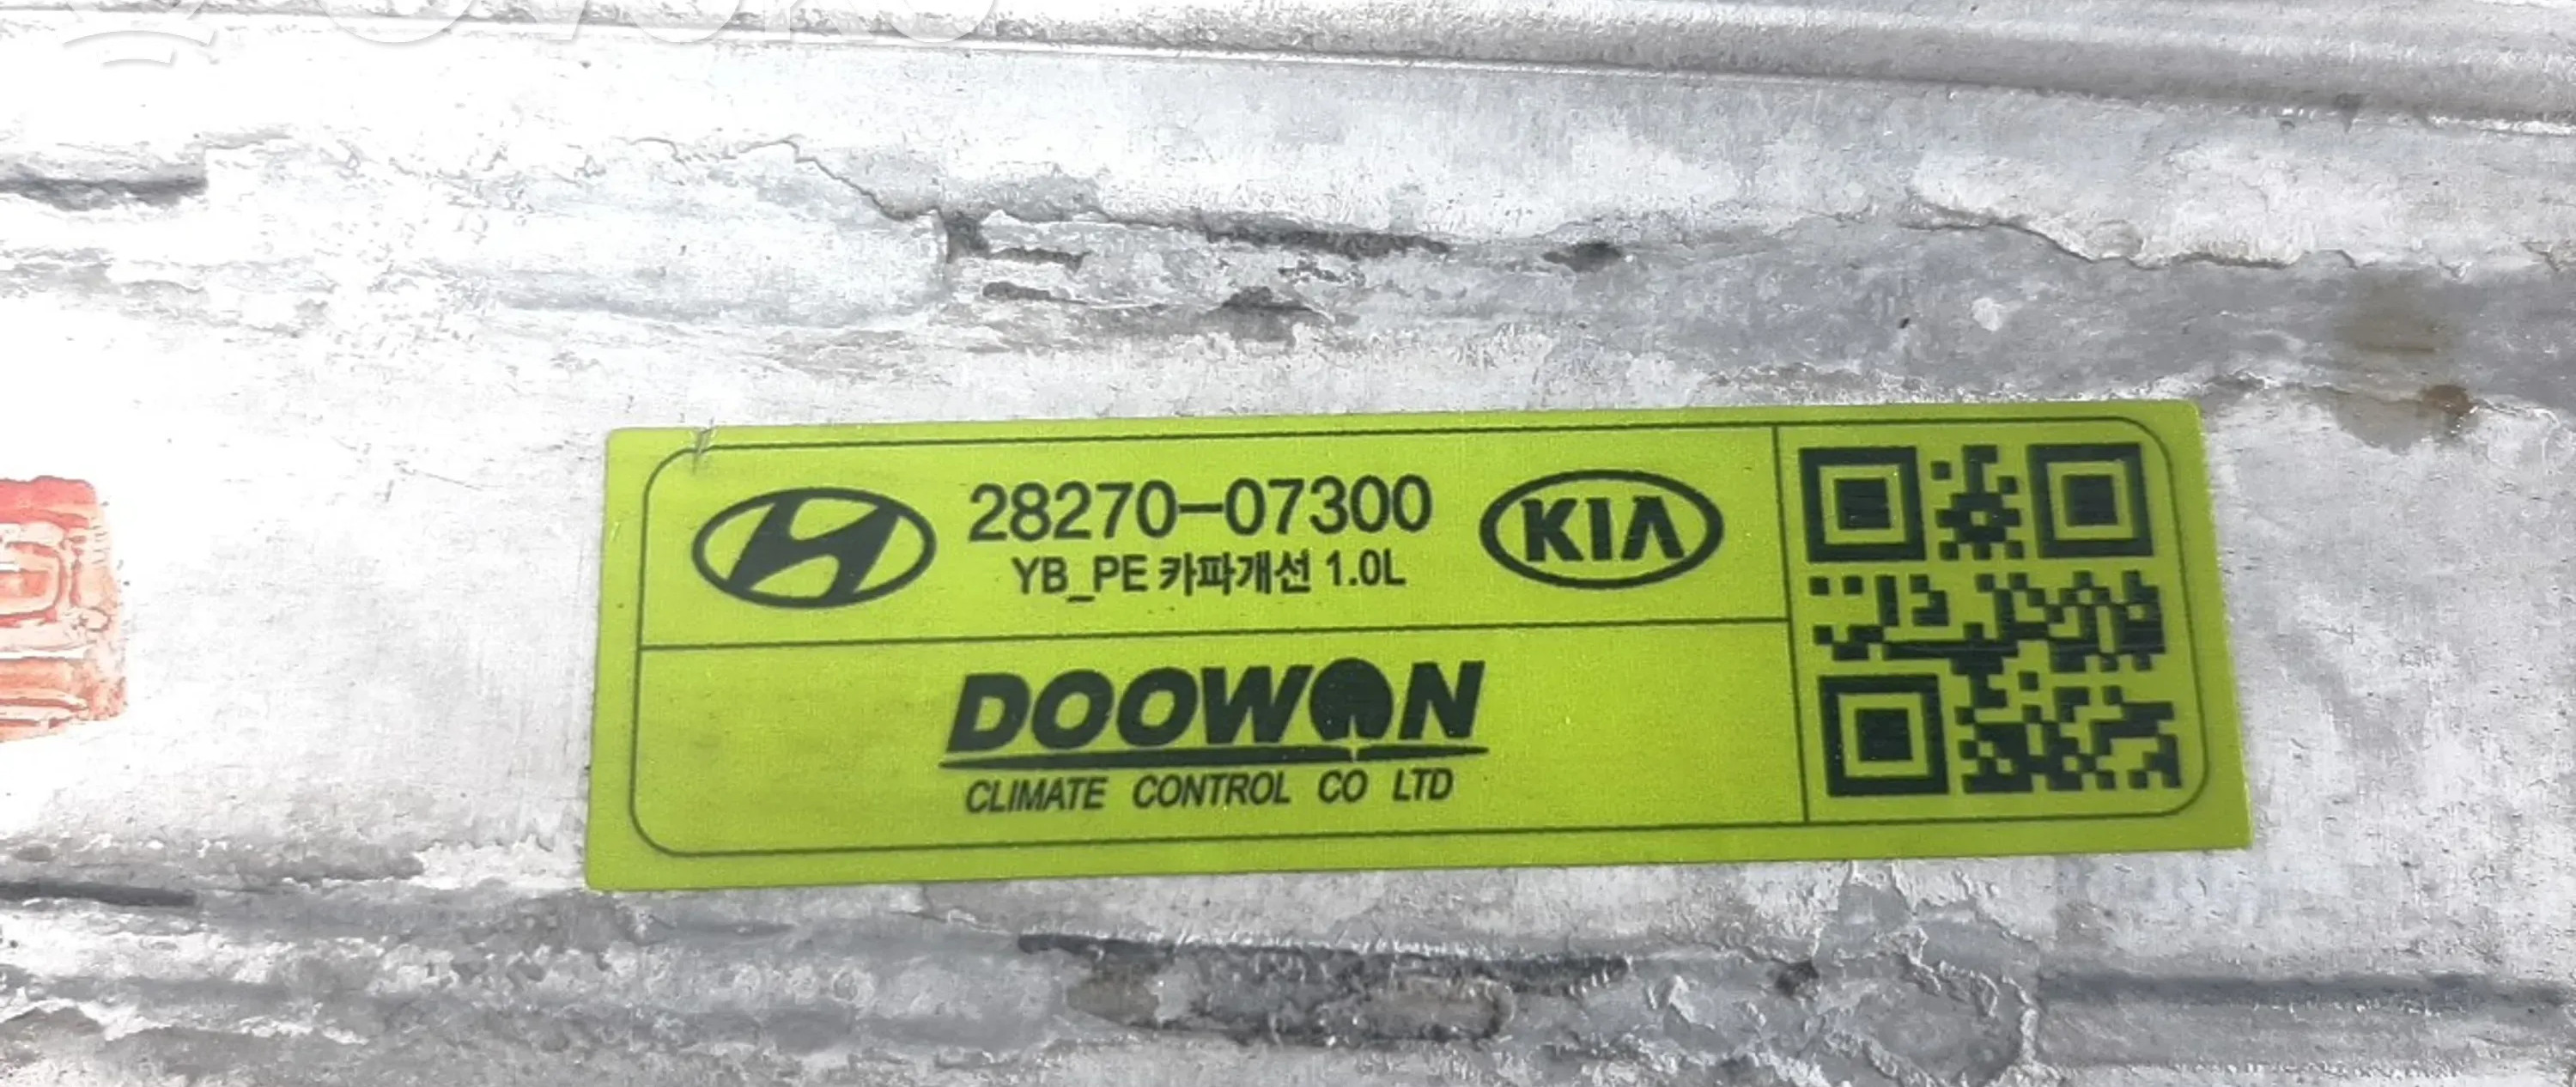 28270-07300
KIA
YB_PE 카파개선 1.0L
DOOWON
CLIMATE CONTROL CO LTD